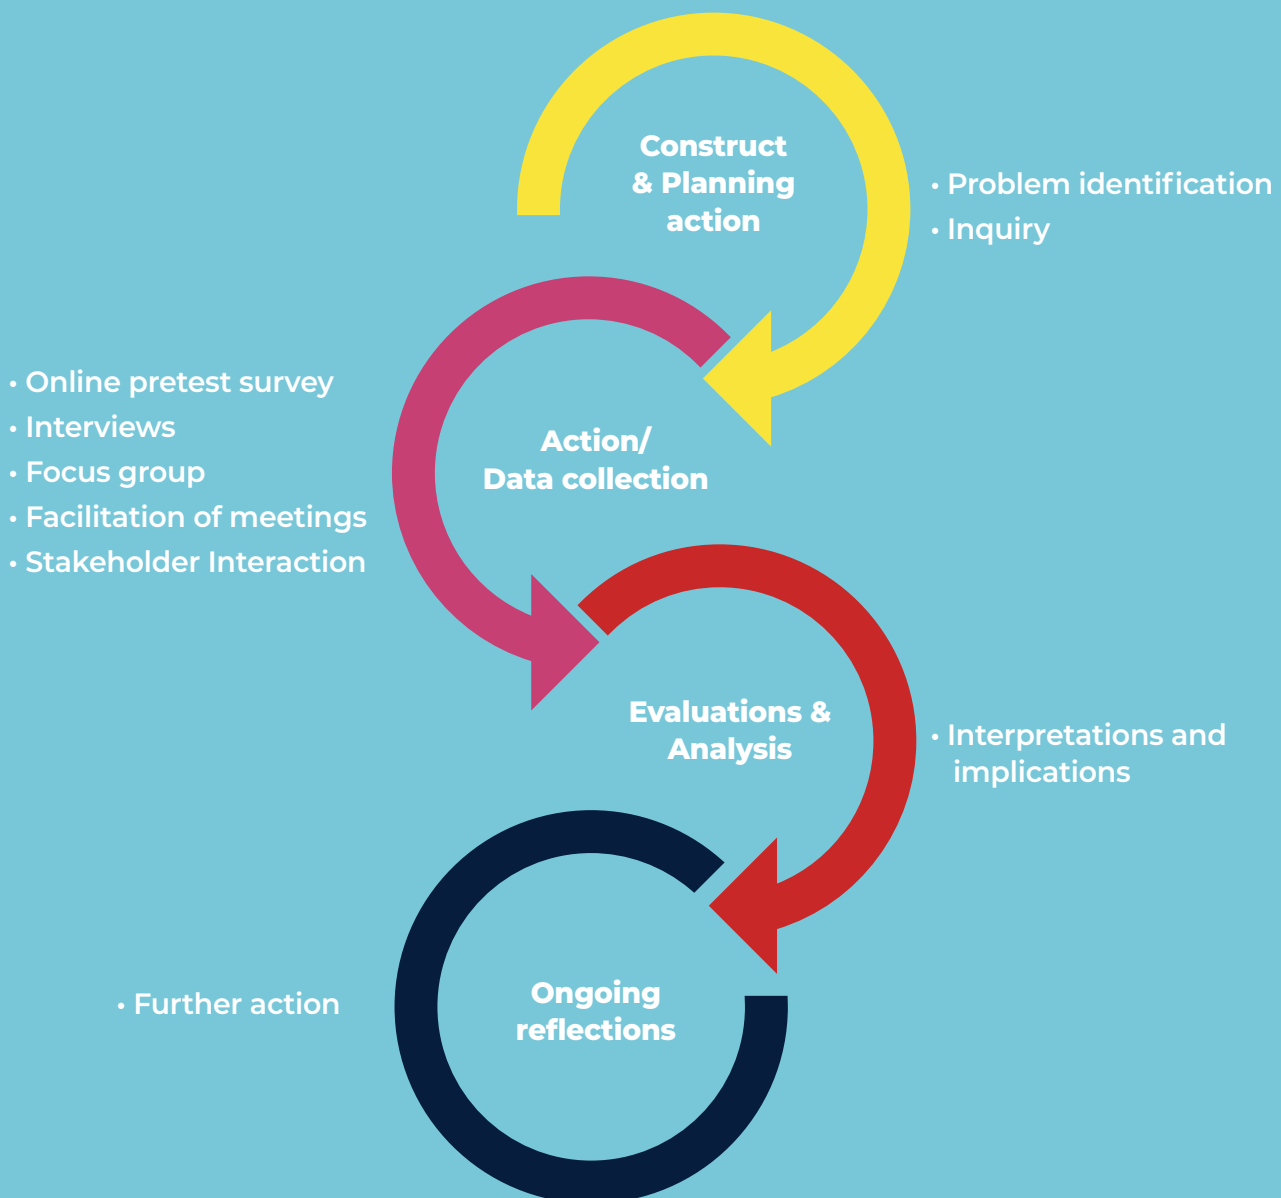 Construct
& Planning
action
• Problem identification
• Inquiry
• Online pretest survey
• Interviews
• Focus group
• Facilitation of meetings
• Stakeholder Interaction
Action/
Data collection
Evaluations &
Analysis
• Interpretations and
implications
• Further action
Ongoing
reflections